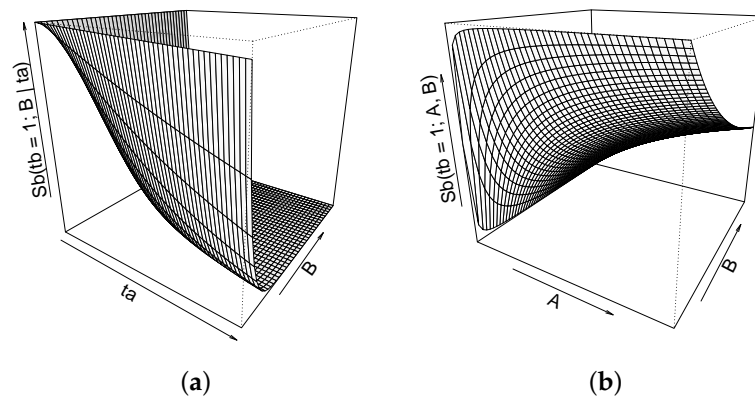 Sb(tb = 1; B | ta)
ta
B
(a)
Sb(tb = 1; A, B)
A
B
(b)